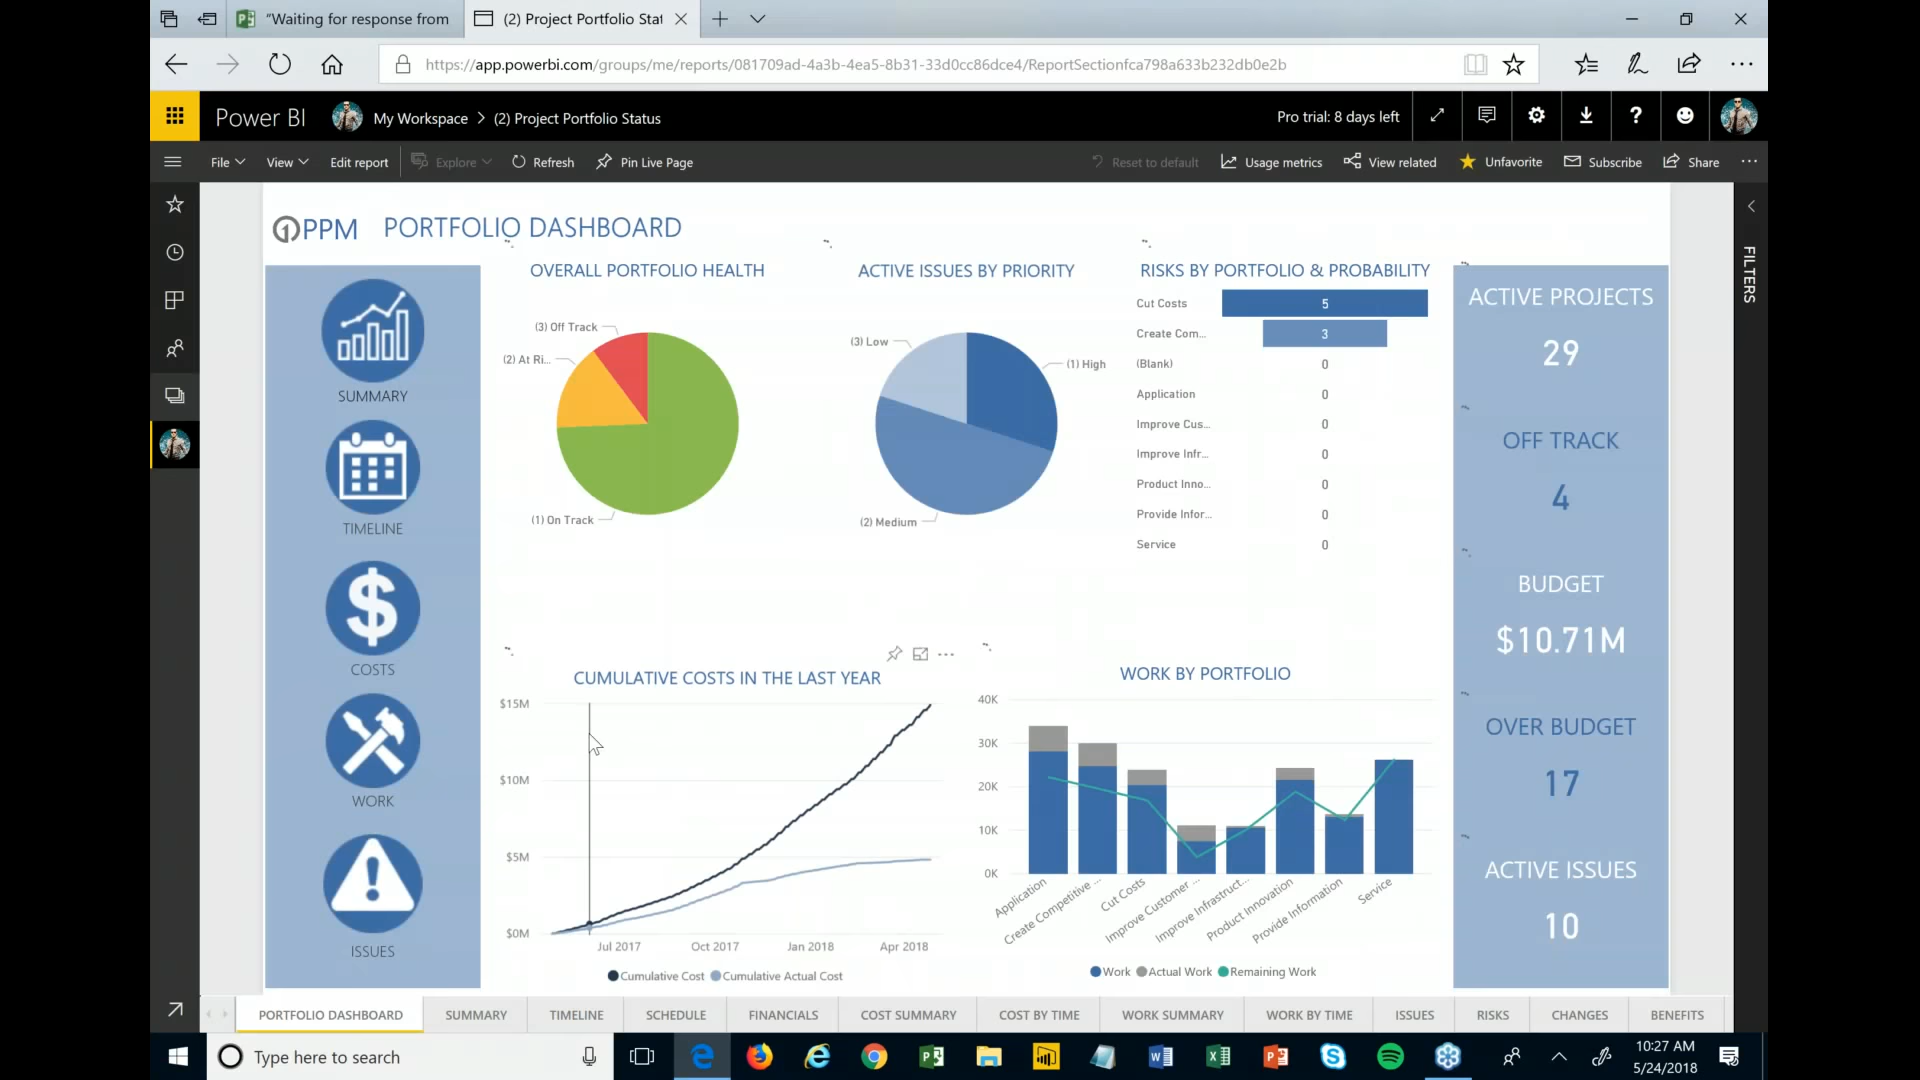 "Waiting for response from
(2) Project Portfolio Stat
https://app.powerbi.com/groups/me/reports/081709ad-4a3b-4ea5-8b31-33d0cc86dce4/ReportSectionfca798a633b232db0e2b
Power BI
My Workspace > (2) Project Portfolio Status
Pro trial: 8 days left
File
View
Edit report
Explore
Refresh
Pin Live Page
Reset to default
Usage metrics
View related
Unfavorite
Subscribe
Share
FILTERS
1PPM PORTFOLIO DASHBOARD
SUMMARY
TIMELINE
COSTS
WORK
ISSUES
OVERALL PORTFOLIO HEALTH
(3) Off Track
(2) At Ri...
(1) On Track
ACTIVE ISSUES BY PRIORITY
(3) Low
(1) High
(2) Medium
RISKS BY PORTFOLIO & PROBABILITY
Cut Costs 5
Create Com... 3
(Blank) 0
Application 0
Improve Cus... 0
Improve Infr... 0
Product Inno... 0
Provide Infor... 0
Service 0
CUMULATIVE COSTS IN THE LAST YEAR
$15M
$10M
$5M
$0M
Jul 2017 Oct 2017 Jan 2018 Apr 2018
Cumulative Cost Cumulative Actual Cost
WORK BY PORTFOLIO
40K
30K
20K
10K
0K
Application
Create Competitive ...
Cut Costs
Improve Customer ...
Improve Infrastruct...
Product Innovation
Provide Information
Service
Work Actual Work Remaining Work
ACTIVE PROJECTS
29
OFF TRACK
4
BUDGET
$10.71M
OVER BUDGET
17
ACTIVE ISSUES
10
PORTFOLIO DASHBOARD
SUMMARY
TIMELINE
SCHEDULE
FINANCIALS
COST SUMMARY
COST BY TIME
WORK SUMMARY
WORK BY TIME
ISSUES
RISKS
CHANGES
BENEFITS
Type here to search
10:27 AM
5/24/2018